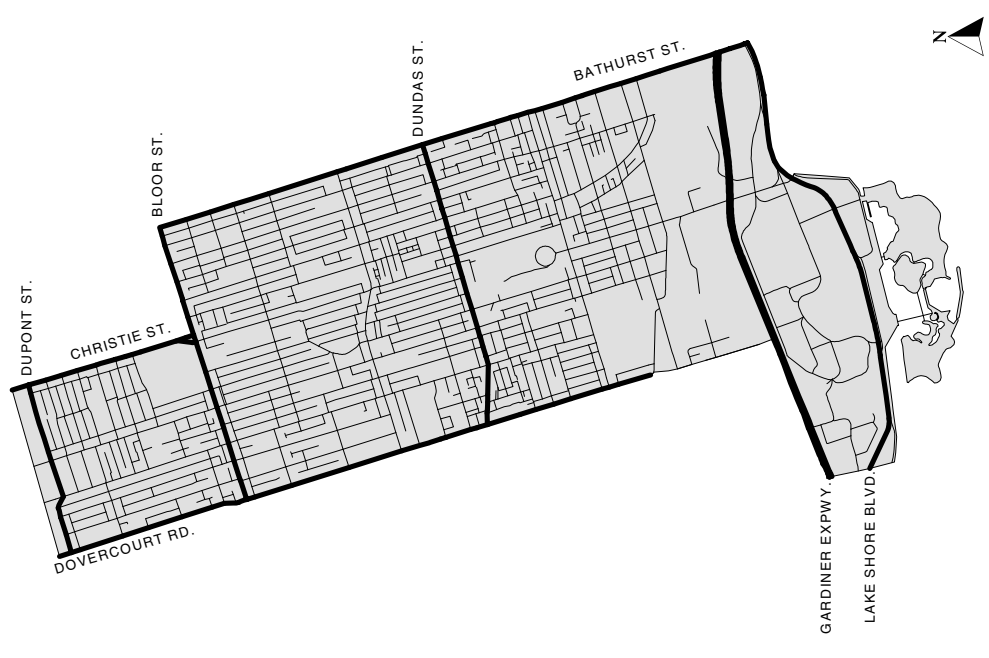 N
DUNDAS ST.
BATHURST ST.
BLOOR ST.
DUPONT ST.
CHRISTIE ST.
DOVERCOURT RD.
GARDINER EXPWY.
LAKE SHORE BLVD.